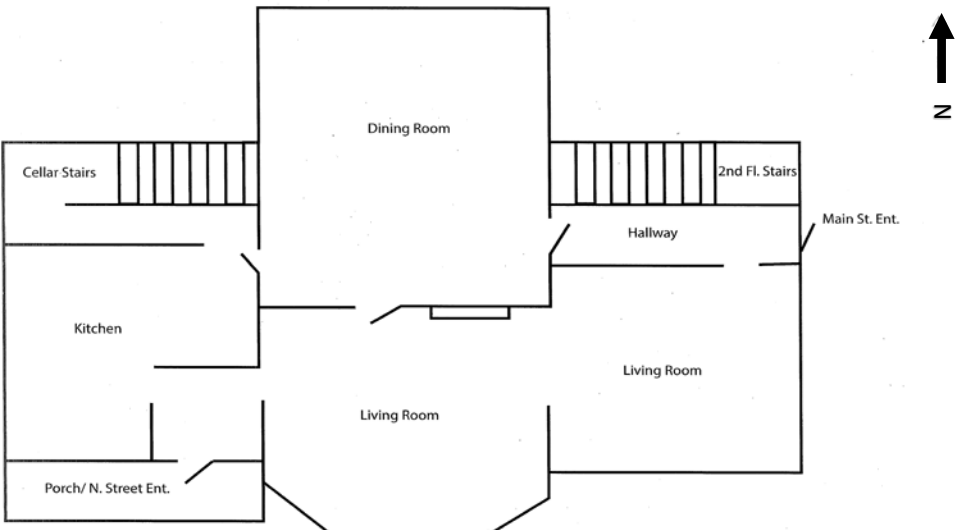 Dining Room
N
Cellar Stairs
2nd Fl. Stairs
Main St. Ent.
Hallway
Kitchen
Living Room
Living Room
Porch/ N. Street Ent.